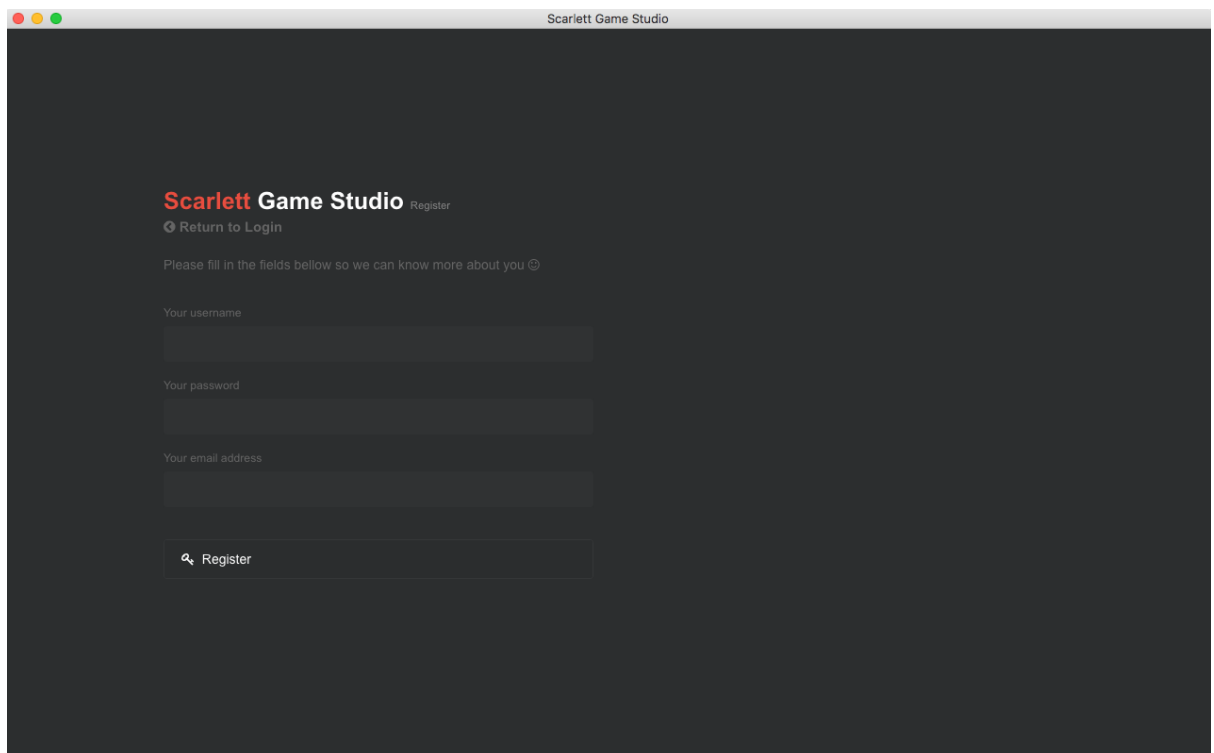 Scarlett Game Studio
Scarlett Game Studio Register
Return to Login
Please fill in the fields bellow so we can know more about you
Your username
Your password
Your email address
Register